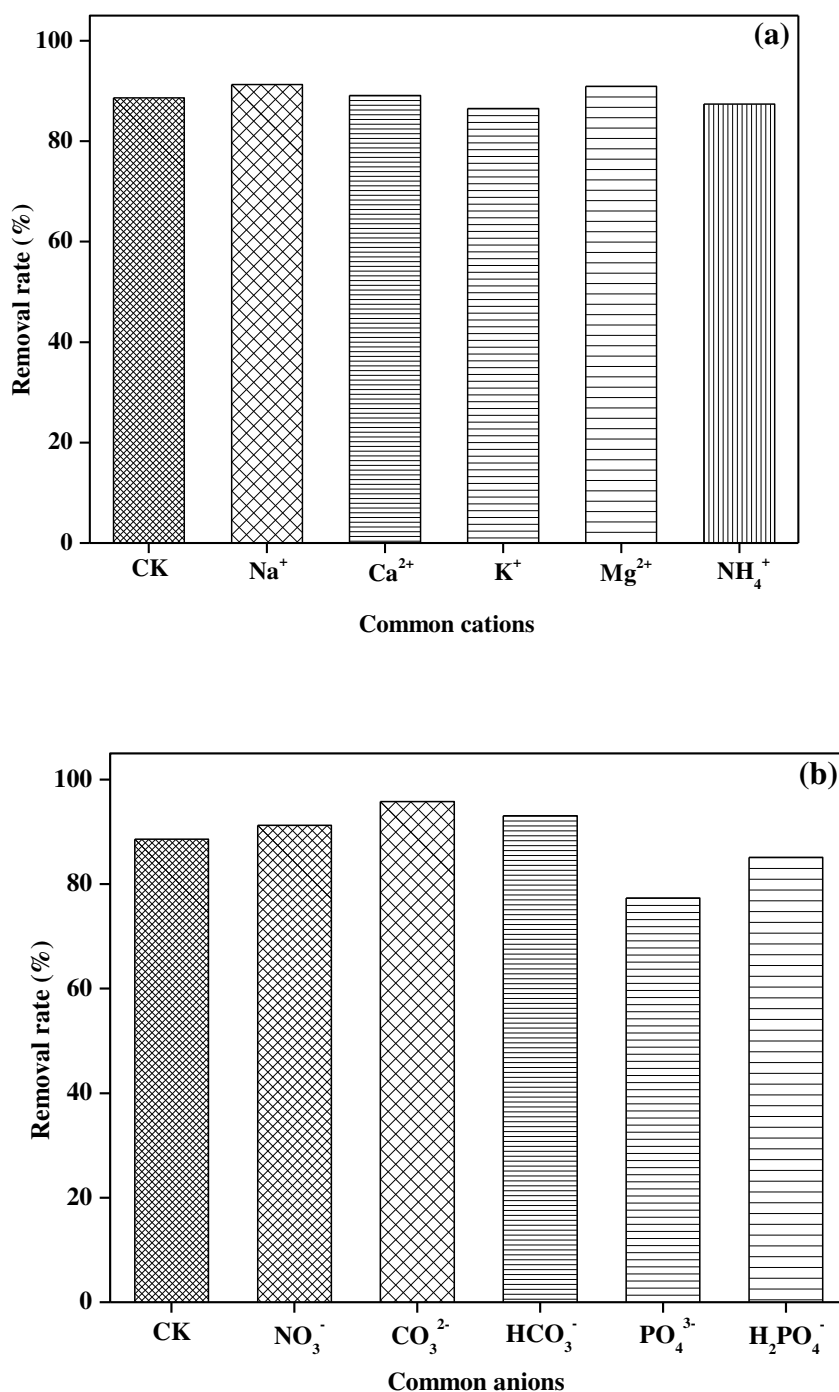 (a)
100
80
60
40
20
0
Removal rate (%)
CK Na⁺ Ca²⁺ K⁺ Mg²⁺ NH₄⁺
Common cations
(b)
100
80
60
40
20
0
Removal rate (%)
CK NO₃⁻ CO₃²⁻ HCO₃⁻ PO₄³⁻ H₂PO₄⁻
Common anions